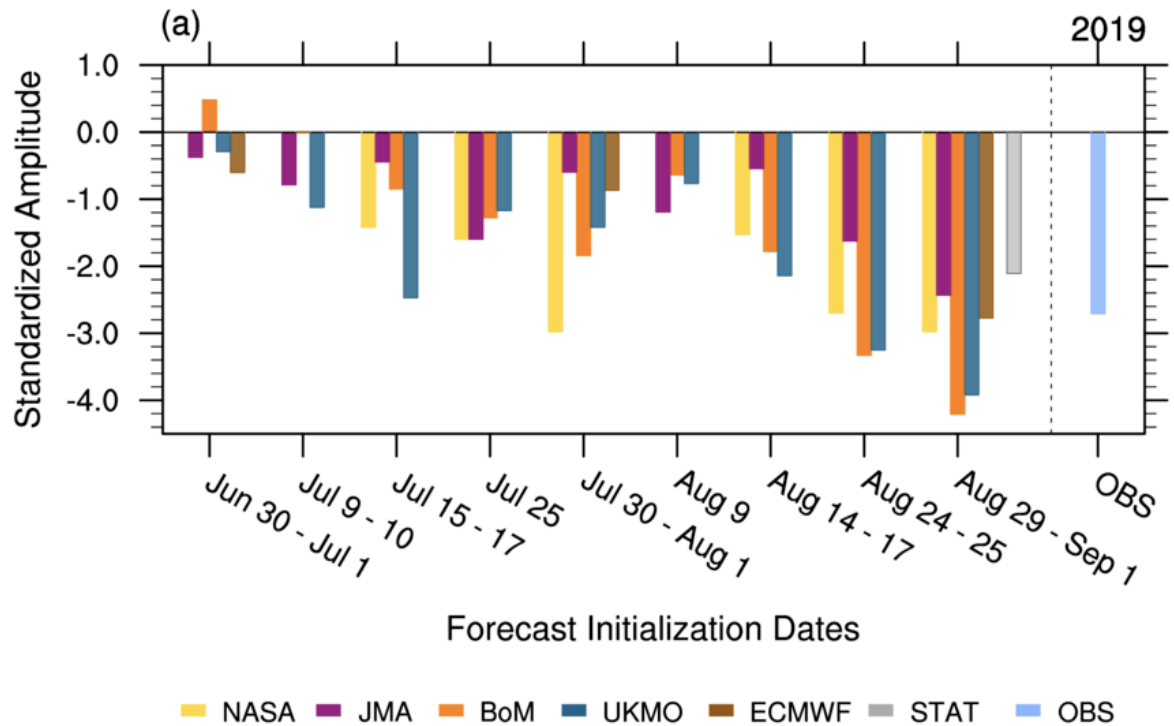 (a)
2019
1.0
0.0
-1.0
-2.0
-3.0
-4.0
Standardized Amplitude
Jun 30 - Jul 1
Jul 9 - 10
Jul 15 - 17
Jul 25
Jul 30 - Aug 1
Aug 9
Aug 14 - 17
Aug 24 - 25
Aug 29 - Sep 1
OBS
Forecast Initialization Dates
NASA JMA BoM UKMO ECMWF STAT OBS